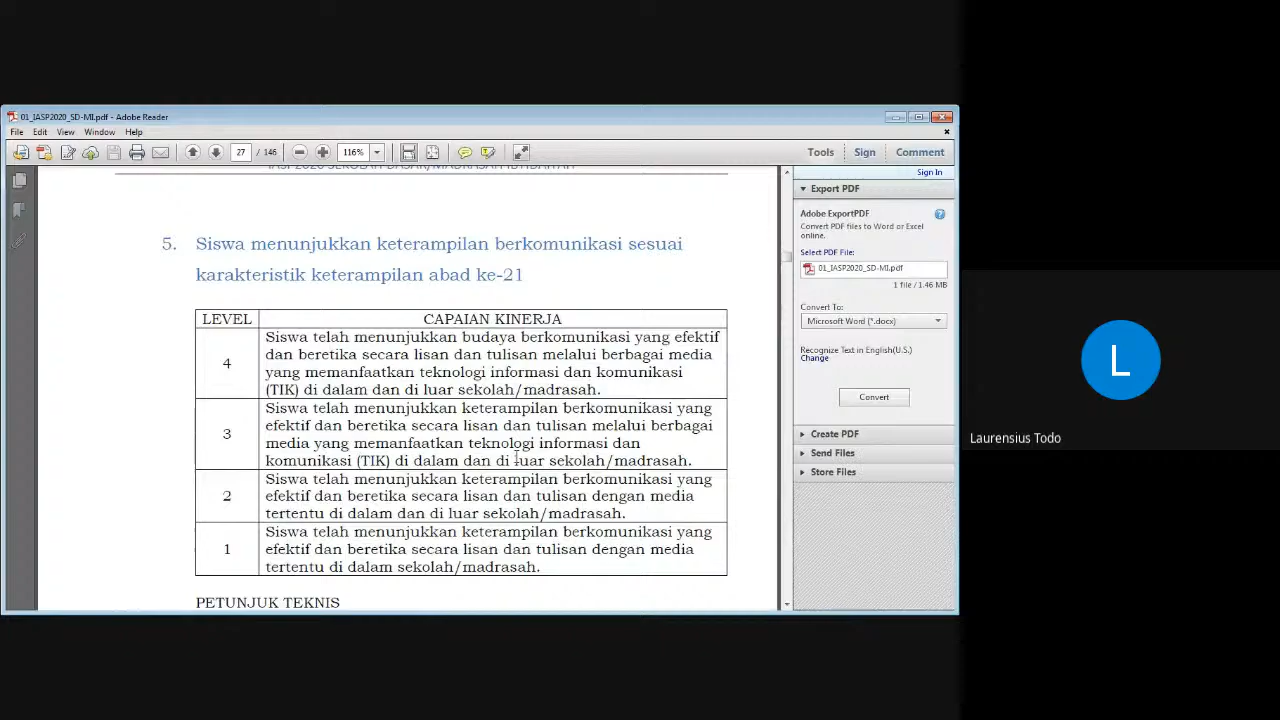 01_IASP2020_SD-MI.pdf - Adobe Reader
File Edit View Window Help
27 / 146 116% Tools Sign Comment
IASP 2020 SEKOLAH DASAR/MADRASAH IBTIDAIYAH
5. Siswa menunjukkan keterampilan berkomunikasi sesuai
karakteristik keterampilan abad ke-21
LEVEL CAPAIAN KINERJA
4 Siswa telah menunjukkan budaya berkomunikasi yang efektif
dan beretika secara lisan dan tulisan melalui berbagai media
yang memanfaatkan teknologi informasi dan komunikasi
(TIK) di dalam dan di luar sekolah/madrasah.
3 Siswa telah menunjukkan keterampilan berkomunikasi yang
efektif dan beretika secara lisan dan tulisan melalui berbagai
media yang memanfaatkan teknologi informasi dan
komunikasi (TIK) di dalam dan di luar sekolah/madrasah.
2 Siswa telah menunjukkan keterampilan berkomunikasi yang
efektif dan beretika secara lisan dan tulisan dengan media
tertentu di dalam dan di luar sekolah/madrasah.
1 Siswa telah menunjukkan keterampilan berkomunikasi yang
efektif dan beretika secara lisan dan tulisan dengan media
tertentu di dalam sekolah/madrasah.
PETUNJUK TEKNIS
Sign In
Export PDF
Adobe ExportPDF
Convert PDF files to Word or Excel
online.
Select PDF File:
01_IASP2020_SD-MI.pdf
1 file / 1.46 MB
Convert To:
Microsoft Word (*.docx)
Recognize Text in English(U.S.)
Change
Convert
Create PDF
Send Files
Store Files
L
Laurensius Todo